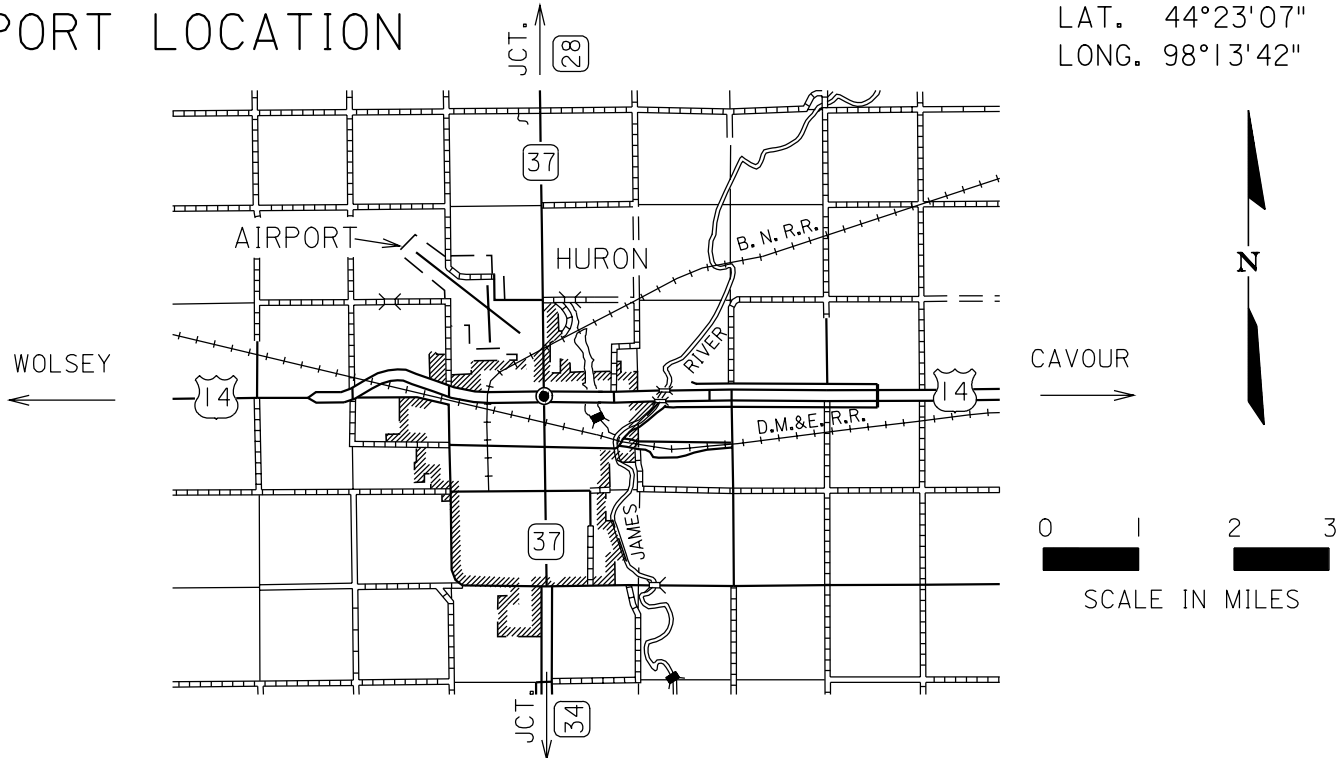 PORT LOCATION
LAT. 44°23'07"
LONG. 98°13'42"
JCT. 28
37
AIRPORT
HURON
B. N. R.R.
N
RIVER
WOLSEY
CAVOUR
14
14
D.M.&E. R.R.
JAMES
37
0 1 2 3
SCALE IN MILES
JCT. 34